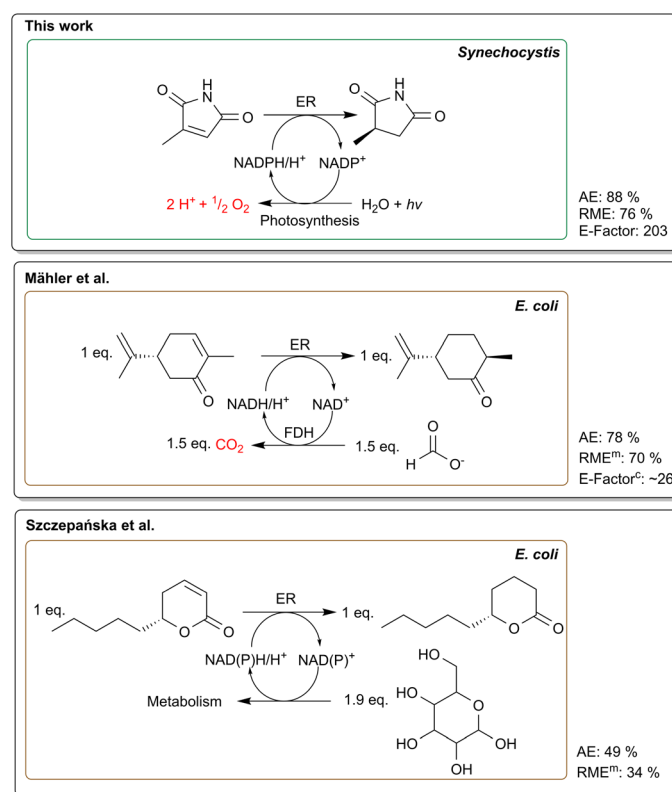 This work
Synechocystis
H
N
O
O
ER
H
N
O
O
NADPH/H⁺
NADP⁺
2 H⁺ + ¹/₂ O₂
H₂O + hv
Photosynthesis
AE: 88 %
RME: 76 %
E-Factor: 203
Mähler et al.
E. coli
1 eq.
O
ER
1 eq.
O
NADH/H⁺
NAD⁺
FDH
1.5 eq. CO₂
1.5 eq.
O
H
O⁻
AE: 78 %
RMEᵐ: 70 %
E-Factorᶜ: ~26
Szczepańska et al.
E. coli
1 eq.
O
O
ER
1 eq.
O
O
NAD(P)H/H⁺
NAD(P)⁺
Metabolism
1.9 eq.
HO
HO
O
HO
OH
OH
AE: 49 %
RMEᵐ: 34 %